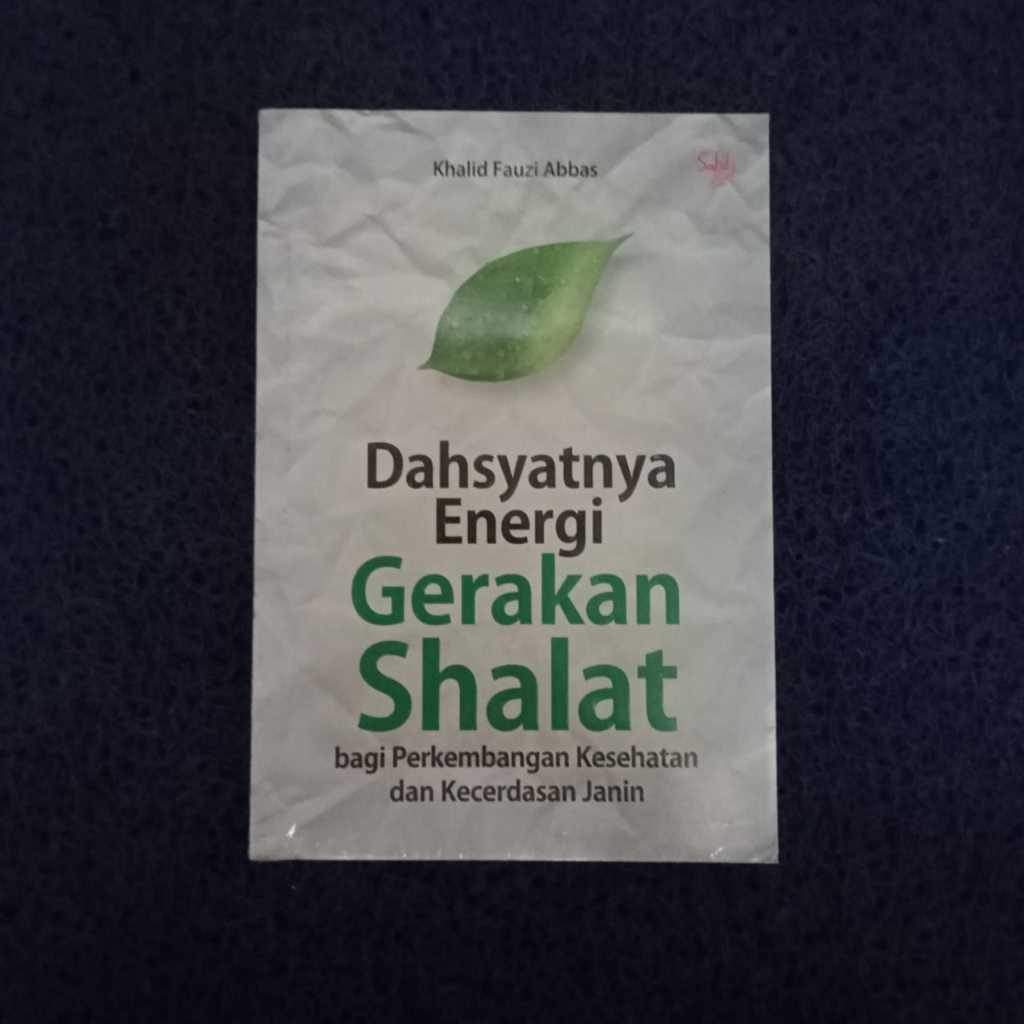 Khalid Fauzi Abbas
Dahsyatnya
Energi
Gerakan
Shalat
bagi Perkembangan Kesehatan
dan Kecerdasan Janin